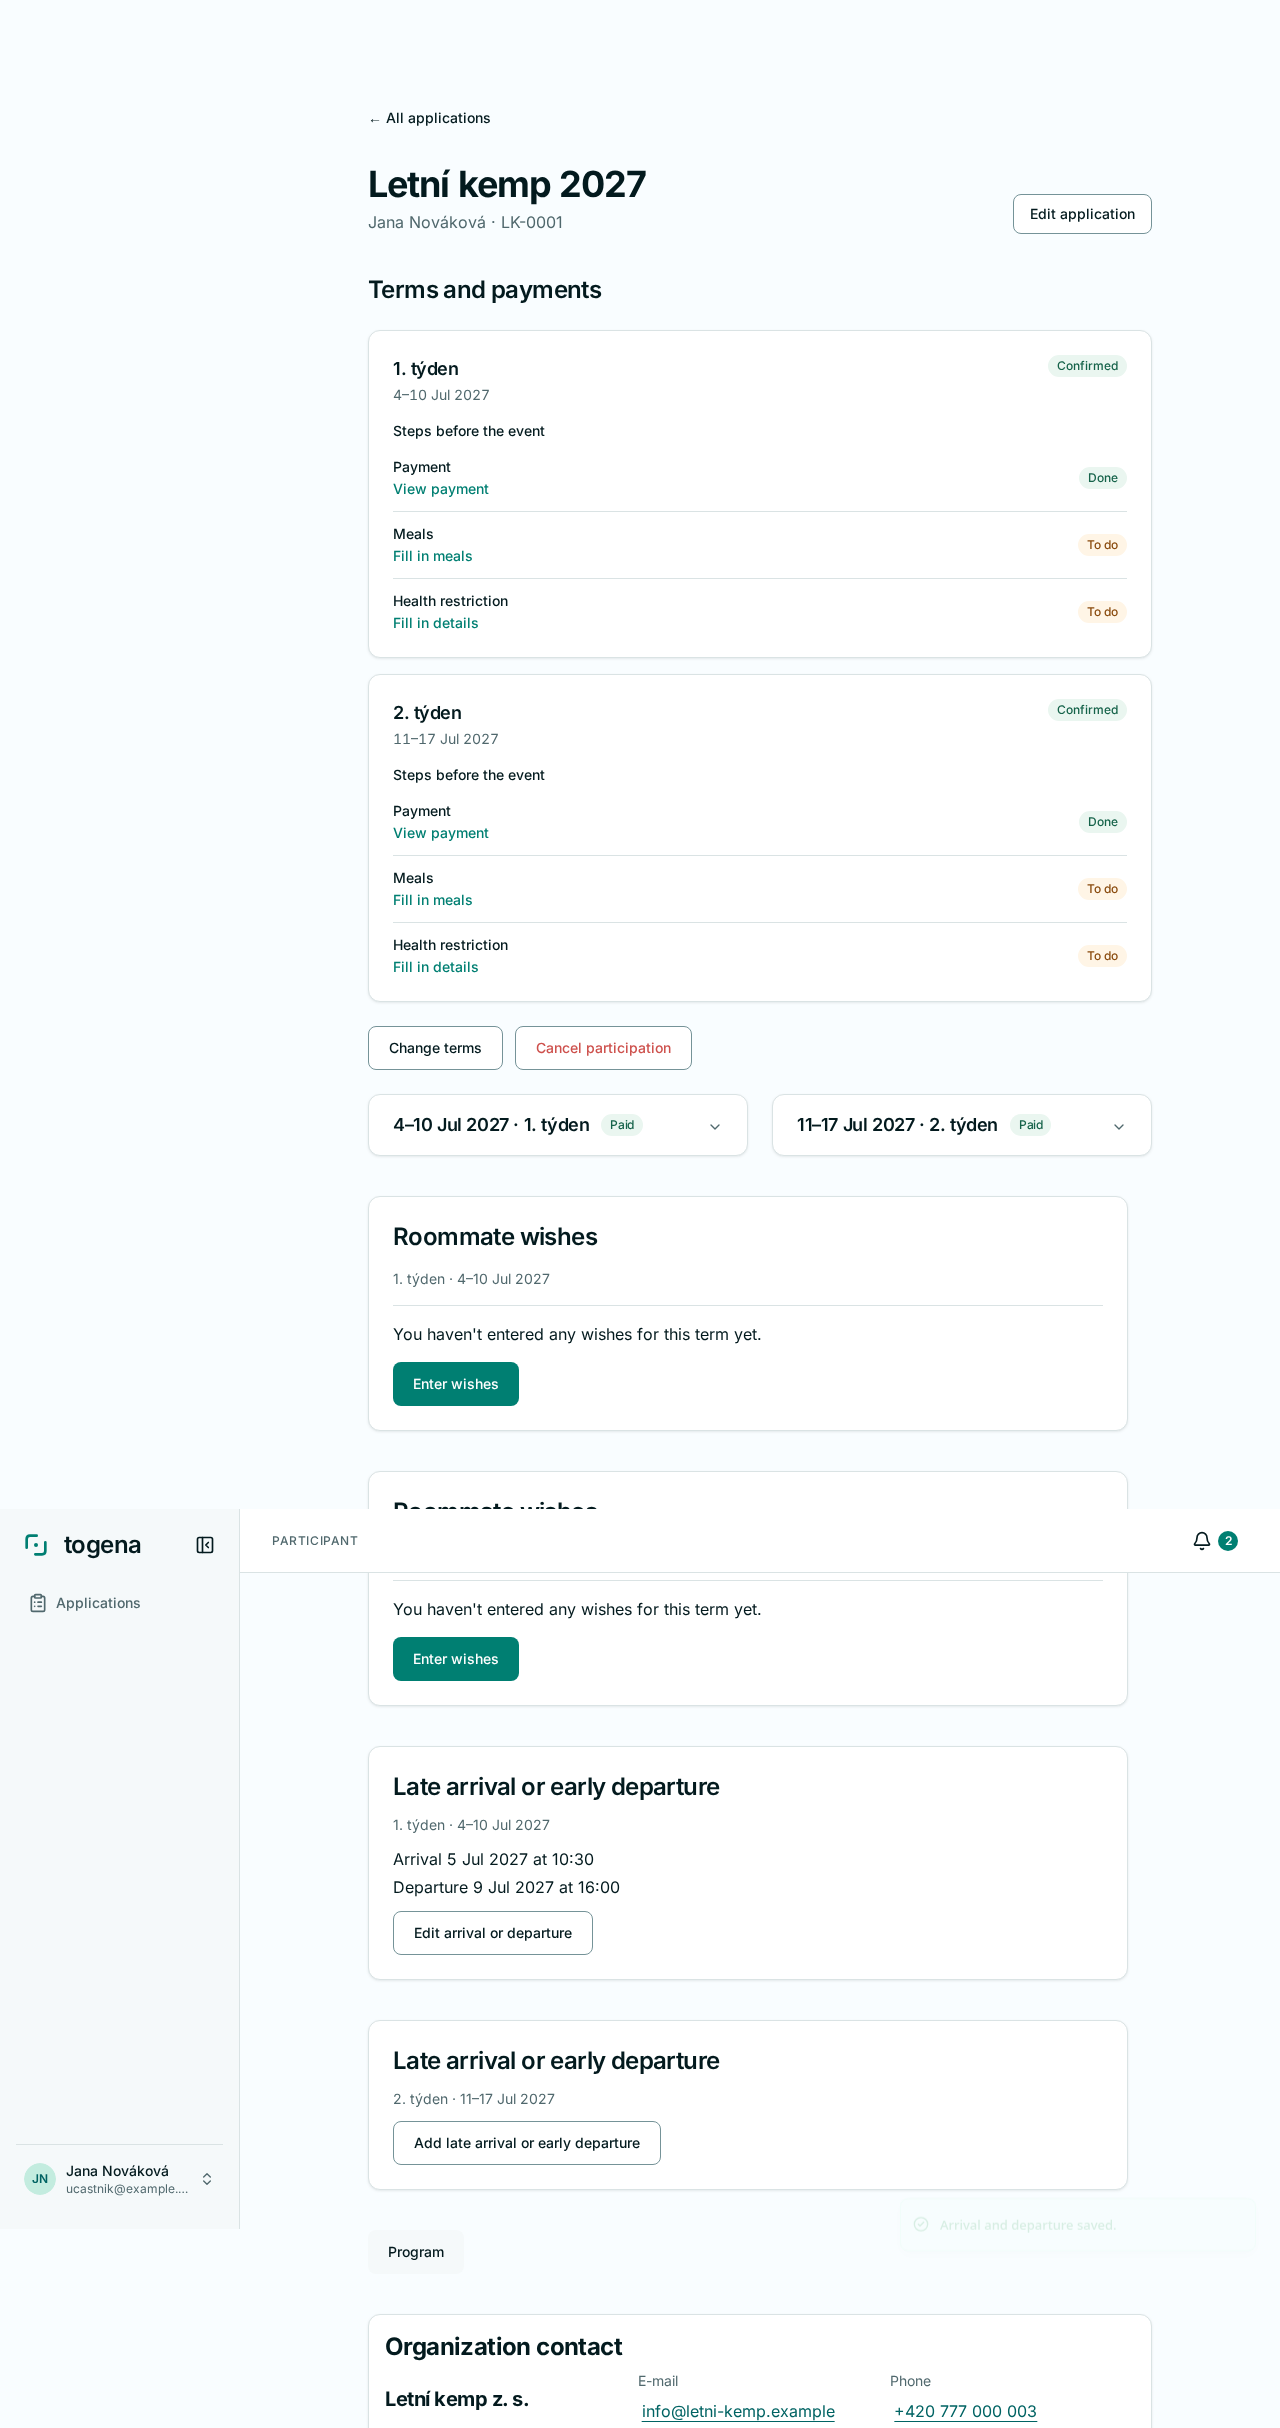 ← All applications
Letní kemp 2027
Jana Nováková · LK-0001
Edit application
Terms and payments
1. týden
Confirmed
4–10 Jul 2027
Steps before the event
Payment
View payment
Done
Meals
Fill in meals
To do
Health restriction
Fill in details
To do
2. týden
Confirmed
11–17 Jul 2027
Steps before the event
Payment
View payment
Done
Meals
Fill in meals
To do
Health restriction
Fill in details
To do
Change terms
Cancel participation
4–10 Jul 2027 · 1. týden
Paid
11–17 Jul 2027 · 2. týden
Paid
Roommate wishes
1. týden · 4–10 Jul 2027
You haven't entered any wishes for this term yet.
Enter wishes
Roommate wishes
togena
PARTICIPANT
2
Applications
You haven't entered any wishes for this term yet.
Enter wishes
Late arrival or early departure
1. týden · 4–10 Jul 2027
Arrival 5 Jul 2027 at 10:30
Departure 9 Jul 2027 at 16:00
Edit arrival or departure
Late arrival or early departure
2. týden · 11–17 Jul 2027
Add late arrival or early departure
JN
Jana Nováková
ucastnik@example....
Arrival and departure saved.
Program
Organization contact
Letní kemp z. s.
E-mail
info@letni-kemp.example
Phone
+420 777 000 003